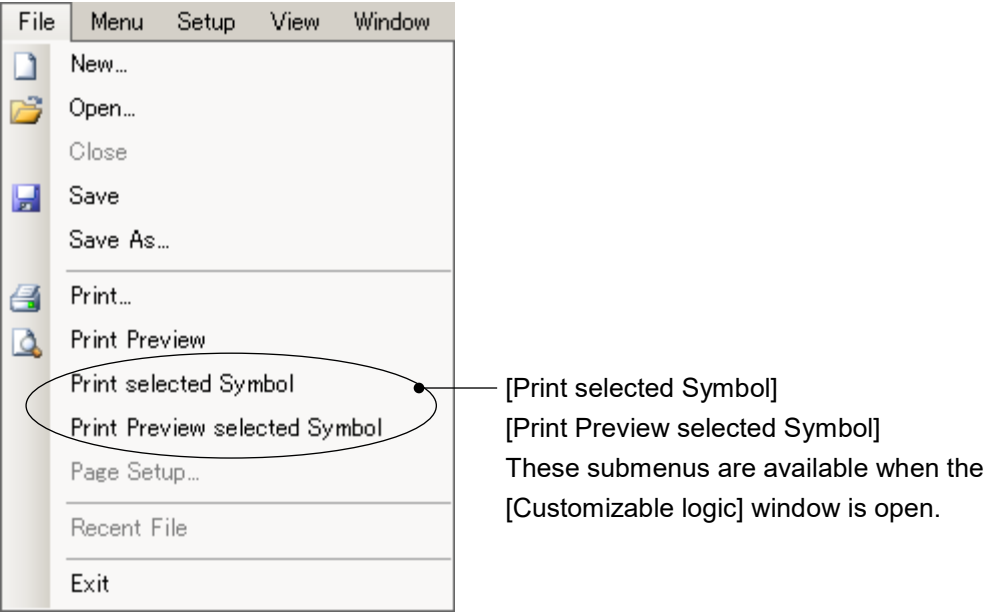 File Menu Setup View Window
New...
Open...
Close
Save
Save As...
Print...
Print Preview
Print selected Symbol
Print Preview selected Symbol
Page Setup...
Recent File
Exit
[Print selected Symbol]
[Print Preview selected Symbol]
These submenus are available when the
[Customizable logic] window is open.